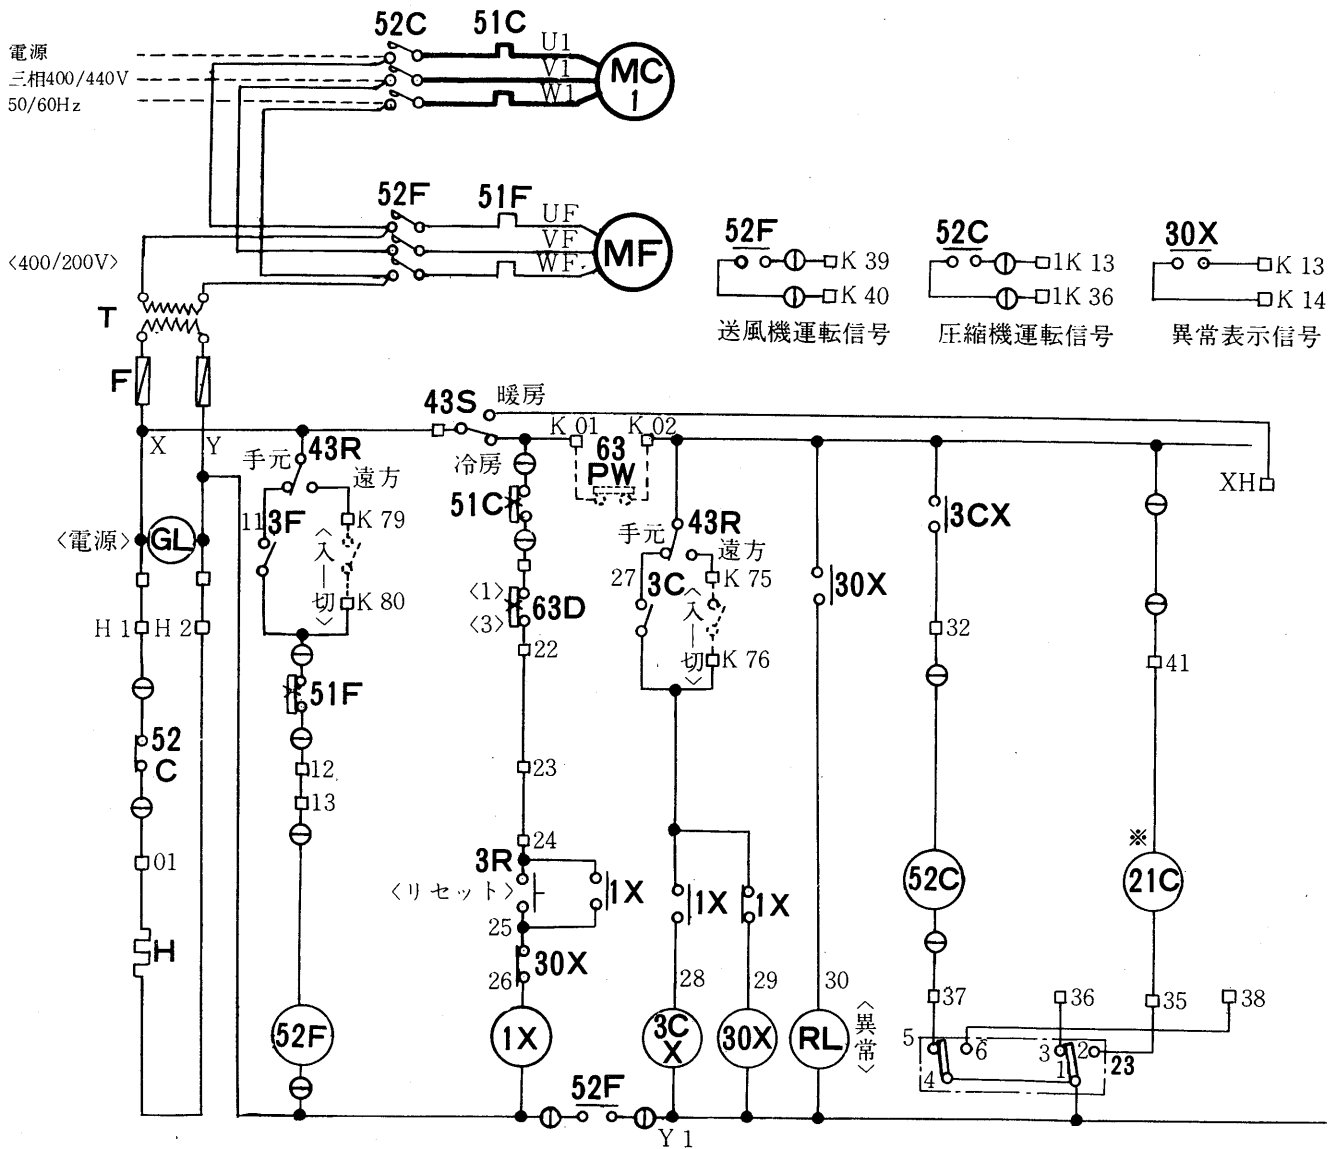 52C
51C
電源
三相400/440V
50/60Hz
U1
V1
W1
MC
1
52F
51F
UF
VF
WF
MF
<400/200V>
T
F
52F
K 39
K 40
送風機運転信号
52C
1K 13
1K 36
圧縮機運転信号
30X
K 13
K 14
異常表示信号
43S
暖房
冷房
K 01
K 02
63
PW
XH
X
Y
43R
手元
遠方
11
3F
K 79
K 80
〈入―切〉
〈電源〉
GL
H 1
H 2
51C
〈1〉
〈3〉
63D
22
43R
手元
遠方
27
3C
K 75
K 76
〈入―切〉
30X
3CX
32
41
51F
12
13
52
C
01
H
23
24
3R
〈リセット〉
1X
25
30X
26
1X
1X
28
29
30
52C
※
21C
37
36
35
38
52F
1X
3C
X
30X
RL
〈異常〉
5
6
4
3
2
1
23
52F
Y 1